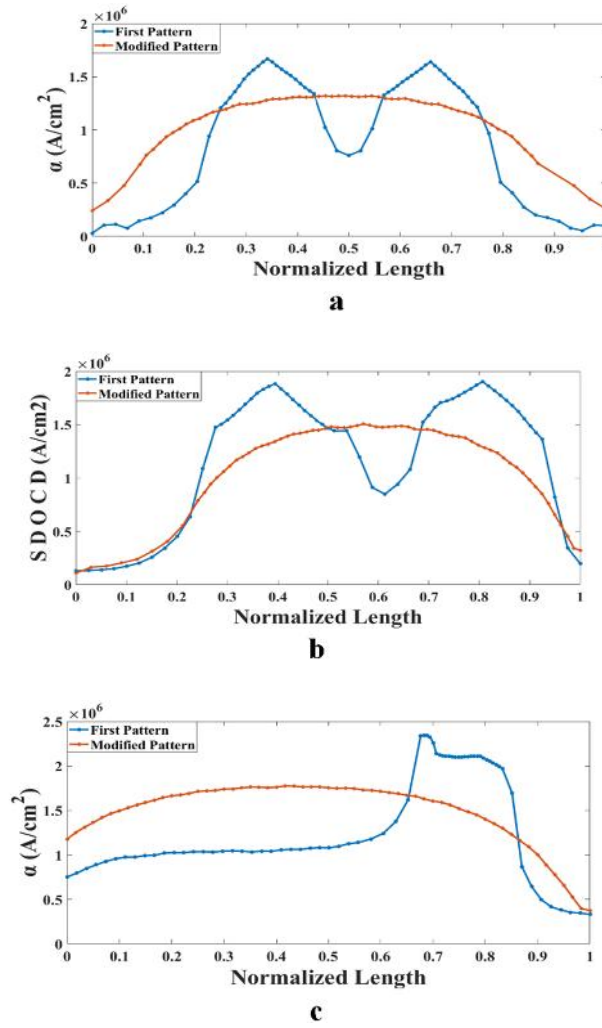 ×10⁶
2
First Pattern
Modified Pattern
1.5
1
0.5
0
α (A/cm²)
0 0.1 0.2 0.3 0.4 0.5 0.6 0.7 0.8 0.9
Normalized Length
a
×10⁶
2
First Pattern
Modified Pattern
1.5
1
0.5
0
S D O C D (A/cm2)
0 0.1 0.2 0.3 0.4 0.5 0.6 0.7 0.8 0.9 1
Normalized Length
b
×10⁶
2.5
First Pattern
Modified Pattern
2
1.5
1
0.5
0
α (A/cm²)
0 0.1 0.2 0.3 0.4 0.5 0.6 0.7 0.8 0.9 1
Normalized Length
c